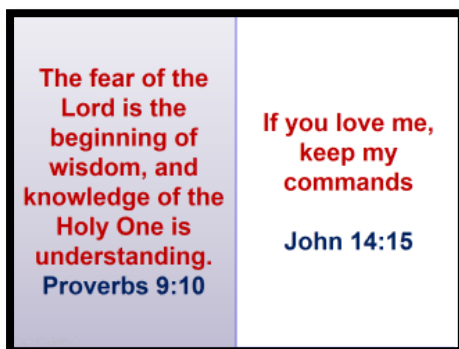 The fear of the
Lord is the
beginning of
wisdom, and
knowledge of the
Holy One is
understanding.
Proverbs 9:10
If you love me,
keep my
commands
John 14:15